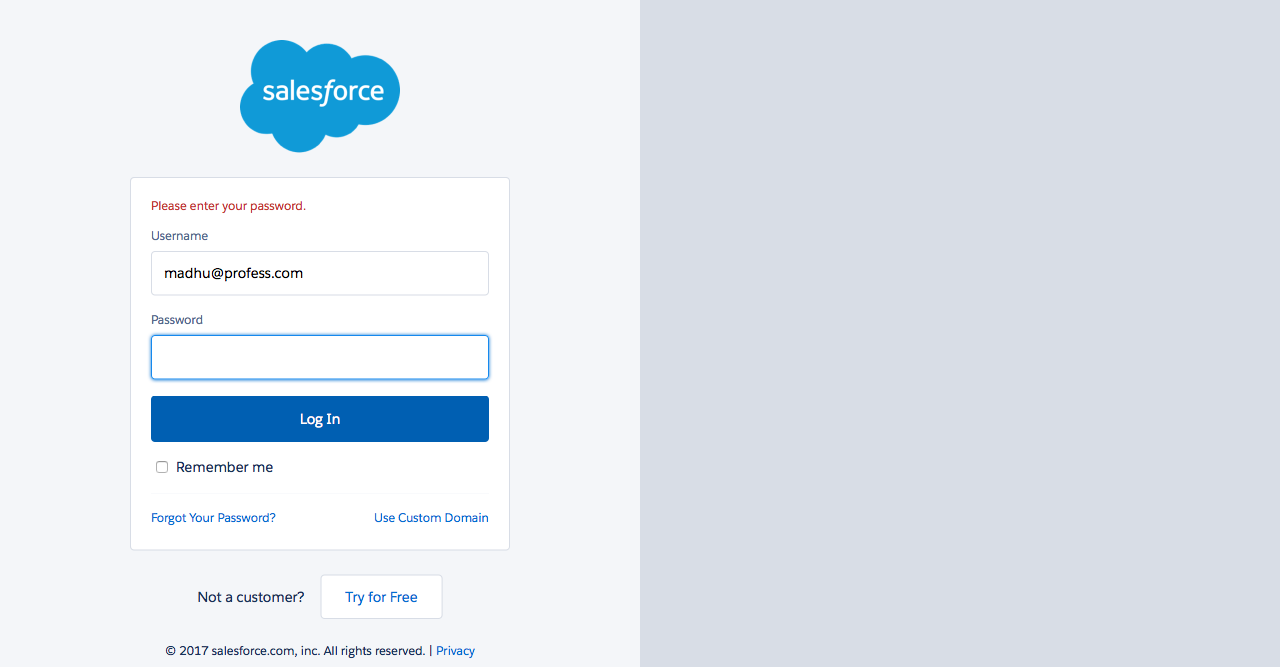 salesforce
Please enter your password.
Username
madhu@profess.com
Password
Log In
Remember me
Forgot Your Password? Use Custom Domain
Not a customer? Try for Free
© 2017 salesforce.com, inc. All rights reserved. | Privacy